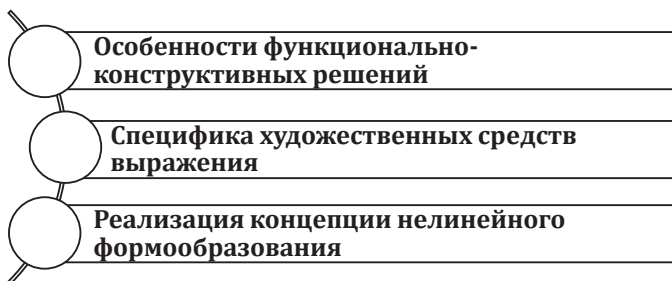 Особенности функционально-
конструктивных решений
Специфика художественных средств
выражения
Реализация концепции нелинейного
формообразования